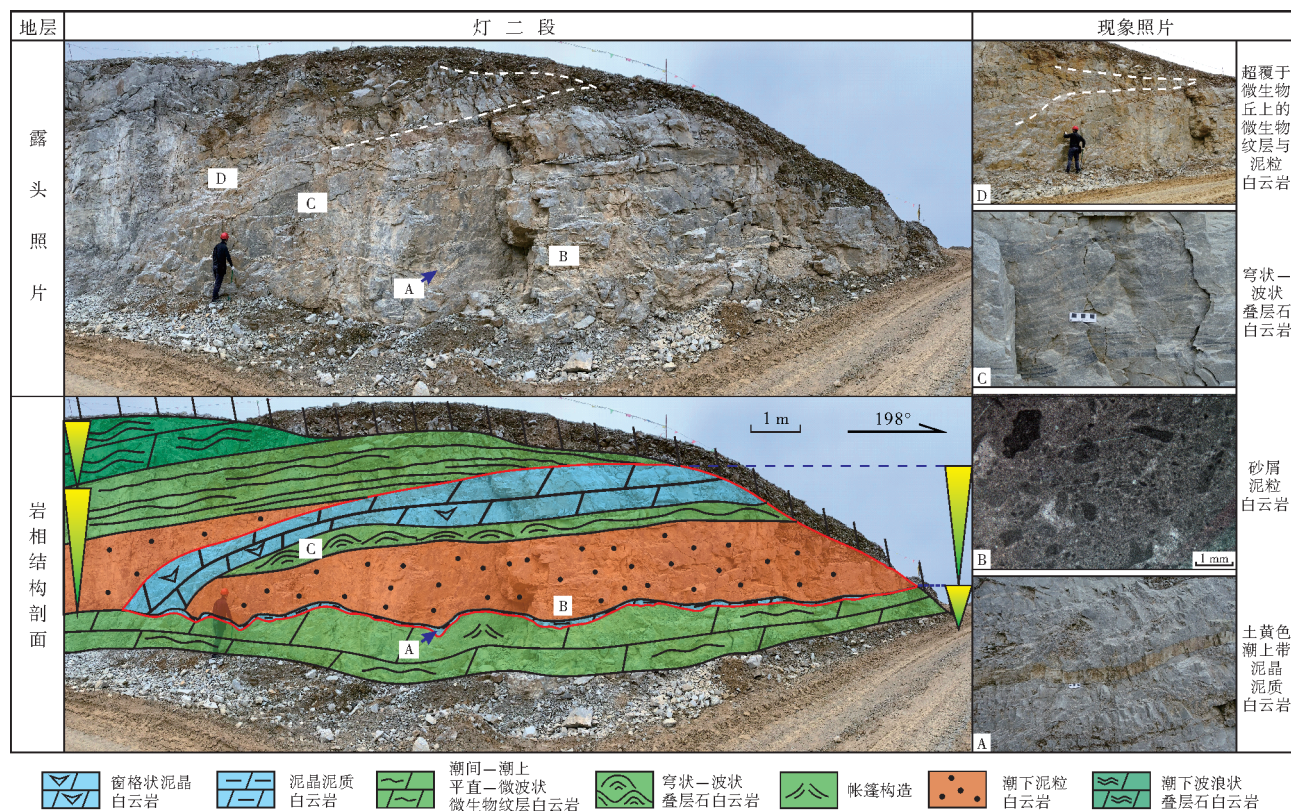 地层
灯二段
现象照片
露头照片
D
C
B
A
D
超覆于
微生物
丘上的
微生物
纹层与
泥粒
白云岩
C
穹状—
波状
叠层石
白云岩
岩相结构剖面
1 m
198°
C
B
A
B
1 mm
砂屑
泥粒
白云岩
A
土黄色
潮上带
泥晶
泥质
白云岩
窗格状泥晶
白云岩
泥晶泥质
白云岩
潮间—潮上
平直—微波状
微生物纹层白云岩
穹状—波状
叠层石白云岩
帐篷构造
潮下泥粒
白云岩
潮下波浪状
叠层石白云岩